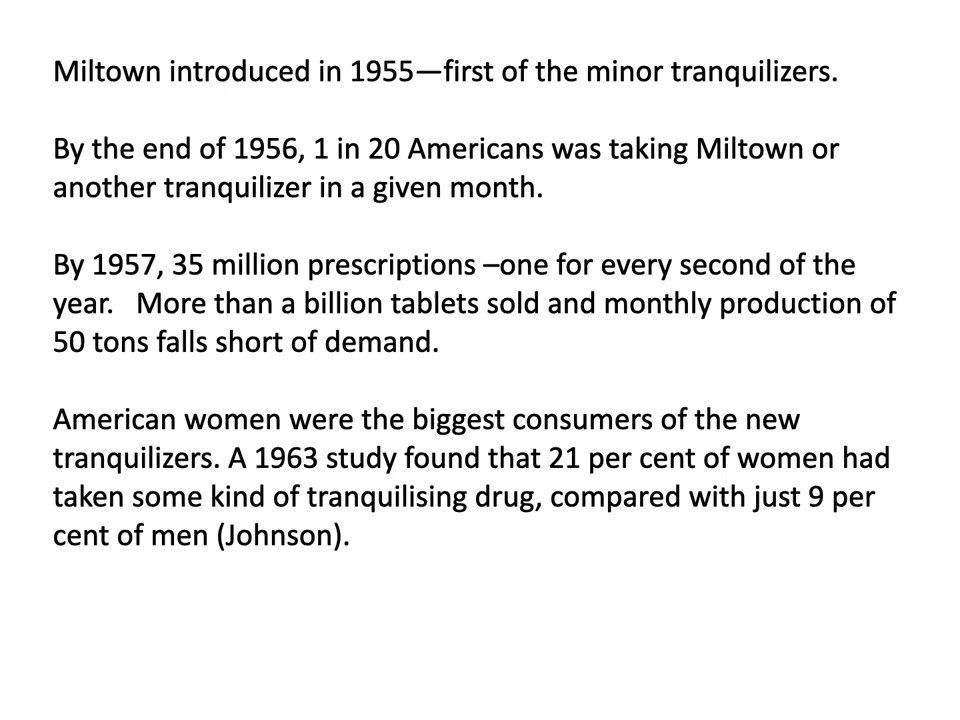 Miltown introduced in 1955—first of the minor tranquilizers.
By the end of 1956, 1 in 20 Americans was taking Miltown or
another tranquilizer in a given month.
By 1957, 35 million prescriptions –one for every second of the
year.   More than a billion tablets sold and monthly production of
50 tons falls short of demand.
American women were the biggest consumers of the new
tranquilizers. A 1963 study found that 21 per cent of women had
taken some kind of tranquilising drug, compared with just 9 per
cent of men (Johnson).